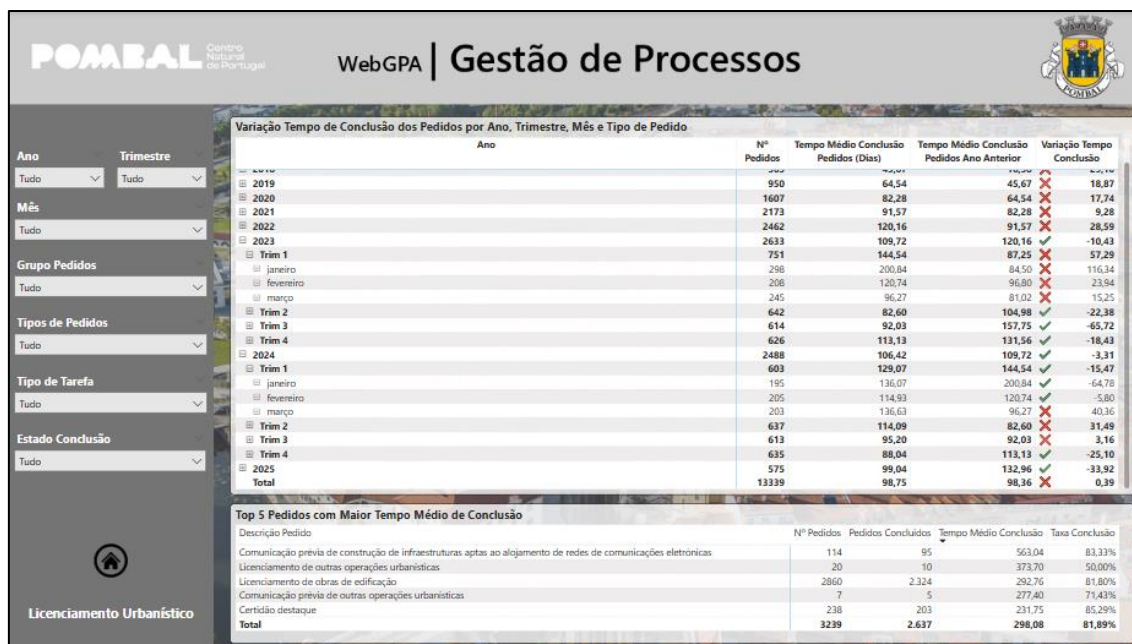 POMBAL Centro Natural de Portugal
WebGPA | Gestão de Processos
POMBAL
Ano Trimestre
Tudo Tudo
Mês
Tudo
Grupo Pedidos
Tudo
Tipos de Pedidos
Tudo
Tipo de Tarefa
Tudo
Estado Conclusão
Tudo
Licenciamento Urbanístico
Variação Tempo de Conclusão dos Pedidos por Ano, Trimestre, Mês e Tipo de Pedido
Ano Nº Pedidos Tempo Médio Conclusão Pedidos (Dias) Tempo Médio Conclusão Pedidos Ano Anterior Variação Tempo Conclusão
2019 950 64,54 45,67 18,87
2020 1607 82,28 64,54 17,74
2021 2173 91,57 82,28 9,28
2022 2462 120,16 91,57 28,59
2023 2633 109,72 120,16 -10,43
Trim 1 751 144,54 87,25 57,29
janeiro 298 200,84 84,50 116,34
fevereiro 208 120,74 96,80 23,94
março 245 96,27 81,02 15,25
Trim 2 642 82,60 104,98 -22,38
Trim 3 614 92,03 157,75 -65,72
Trim 4 626 113,13 131,56 -18,43
2024 2488 106,42 109,72 -3,31
Trim 1 603 129,07 144,54 -15,47
janeiro 195 136,07 200,84 -64,78
fevereiro 205 114,93 120,74 -5,80
março 203 136,63 96,27 40,36
Trim 2 637 114,09 82,60 31,49
Trim 3 613 95,20 92,03 3,16
Trim 4 635 88,04 113,13 -25,10
2025 575 99,04 132,96 -33,92
Total 13339 98,75 98,36 0,39
Top 5 Pedidos com Maior Tempo Médio de Conclusão
Descrição Pedido Nº Pedidos Pedidos Concluidos Tempo Médio Conclusão Taxa Conclusão
Comunicação prévia de construção de infraestruturas aptas ao alojamento de redes de comunicações eletrónicas 114 95 563,04 83,33%
Licenciamento de outras operações urbanísticas 20 10 373,70 50,00%
Licenciamento de obras de edificação 2860 2.324 292,76 81,80%
Comunicação prévia de outras operações urbanísticas 7 5 277,40 71,43%
Certidão destaque 238 203 231,75 85,29%
Total 3239 2.637 298,08 81,89%